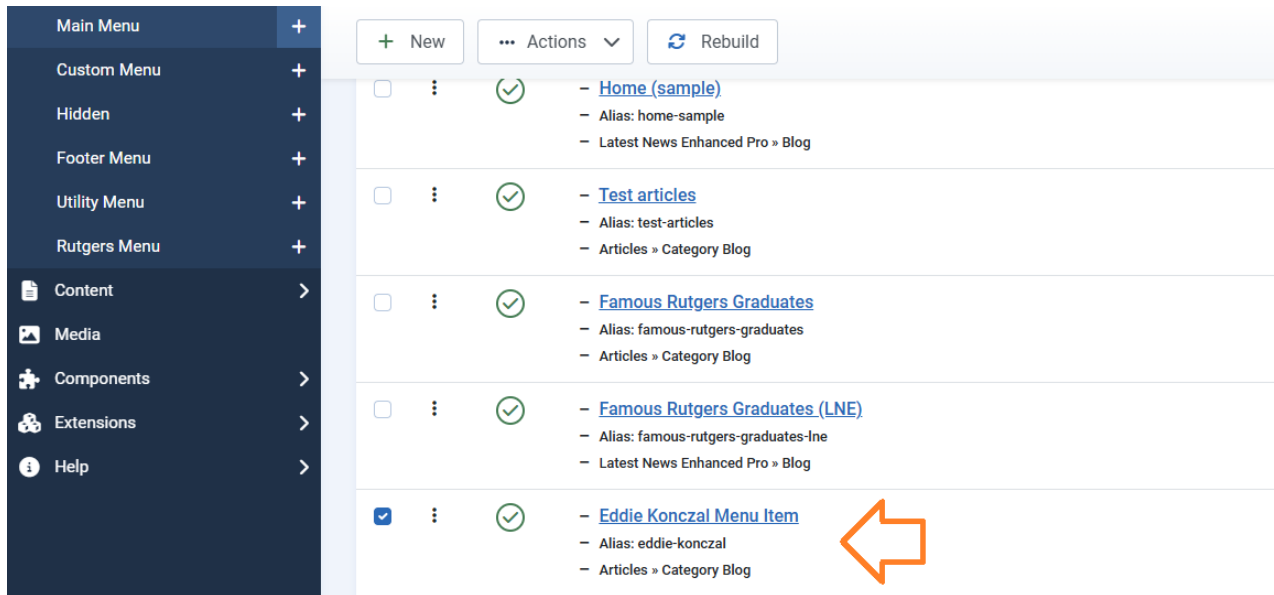 Main Menu
Custom Menu
Hidden
Footer Menu
Utility Menu
Rutgers Menu
Content
Media
Components
Extensions
Help
+ New
··· Actions
Rebuild
– Home (sample)
– Alias: home-sample
– Latest News Enhanced Pro » Blog
– Test articles
– Alias: test-articles
– Articles » Category Blog
– Famous Rutgers Graduates
– Alias: famous-rutgers-graduates
– Articles » Category Blog
– Famous Rutgers Graduates (LNE)
– Alias: famous-rutgers-graduates-lne
– Latest News Enhanced Pro » Blog
– Eddie Konczal Menu Item
– Alias: eddie-konczal
– Articles » Category Blog